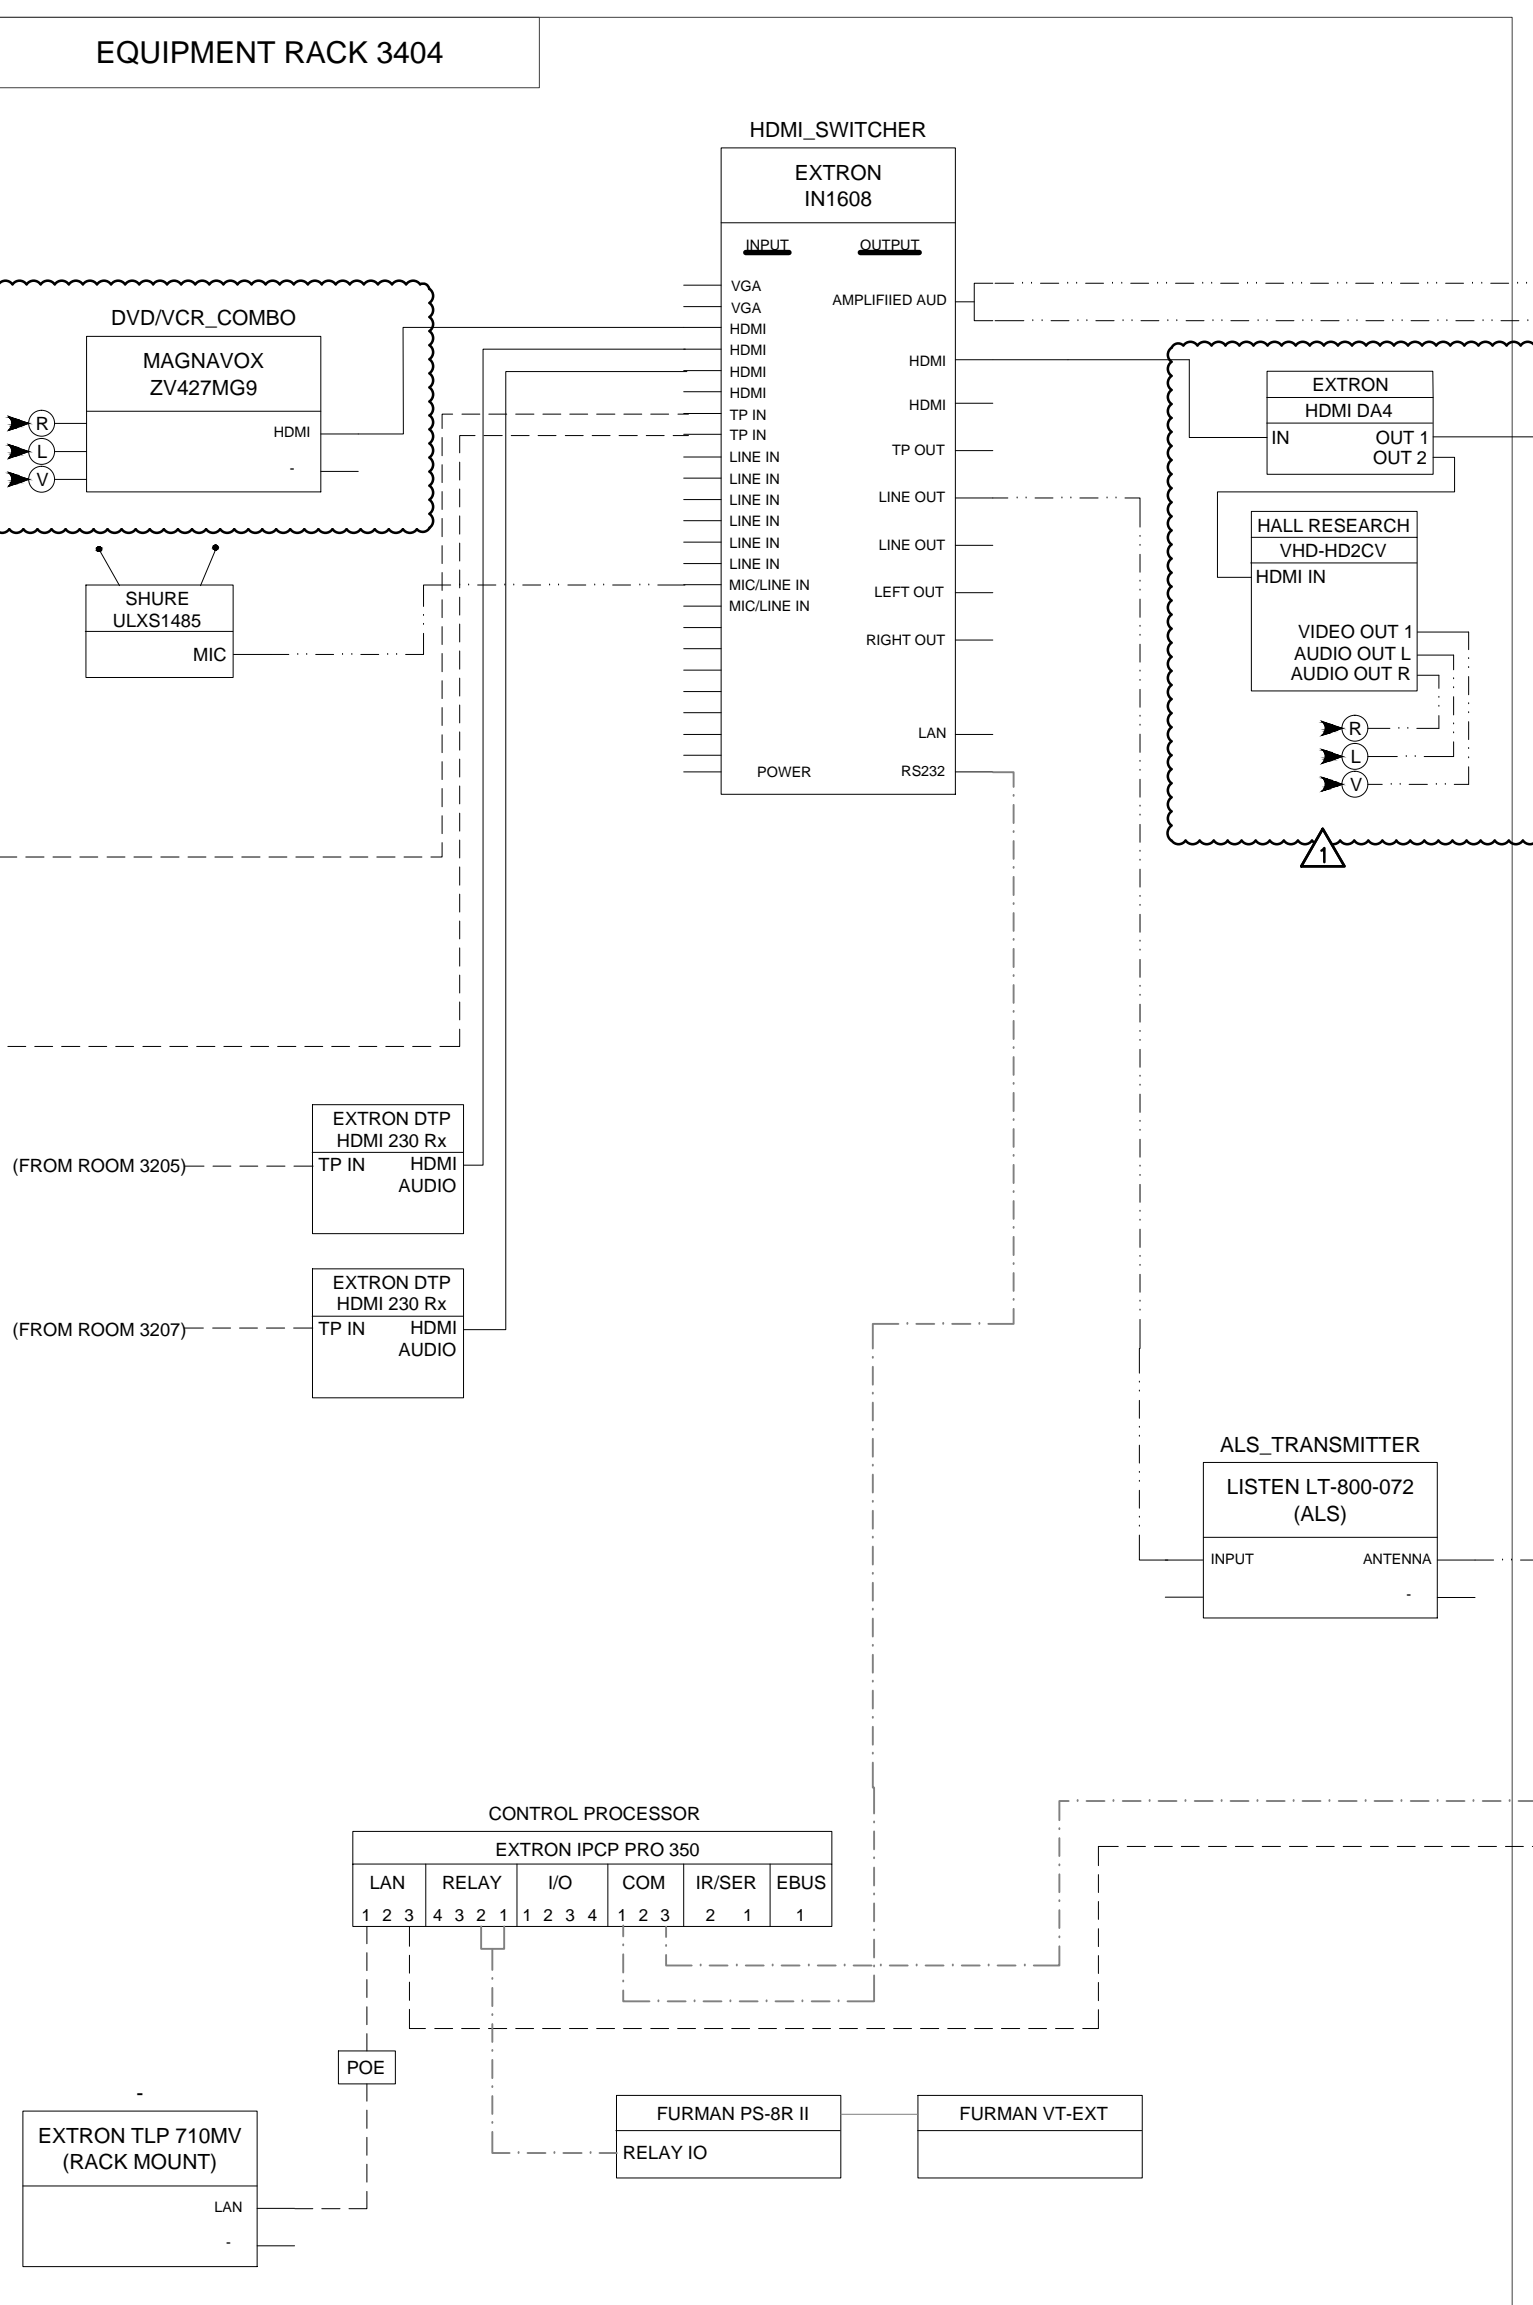 EQUIPMENT RACK 3404
HDMI_SWITCHER
EXTRON
IN1608
INPUT OUTPUT
VGA
VGA
HDMI
HDMI
HDMI
HDMI
TP IN
TP IN
LINE IN
LINE IN
LINE IN
LINE IN
LINE IN
LINE IN
MIC/LINE IN
MIC/LINE IN
POWER
AMPLIFIIED AUD
HDMI
HDMI
TP OUT
LINE OUT
LINE OUT
LEFT OUT
RIGHT OUT
LAN
RS232
DVD/VCR_COMBO
MAGNAVOX
ZV427MG9
R
L
V
HDMI
-
SHURE
ULXS1485
MIC
EXTRON
HDMI DA4
IN OUT 1
OUT 2
HALL RESEARCH
VHD-HD2CV
HDMI IN
VIDEO OUT 1
AUDIO OUT L
AUDIO OUT R
R
L
V
1
EXTRON DTP
HDMI 230 Rx
(FROM ROOM 3205) TP IN HDMI
AUDIO
EXTRON DTP
HDMI 230 Rx
(FROM ROOM 3207) TP IN HDMI
AUDIO
ALS_TRANSMITTER
LISTEN LT-800-072
(ALS)
INPUT ANTENNA
-
CONTROL PROCESSOR
EXTRON IPCP PRO 350
LAN RELAY I/O COM IR/SER EBUS
1 2 3 4 3 2 1 1 2 3 4 1 2 3 2 1 1
POE
-
EXTRON TLP 710MV
(RACK MOUNT)
LAN
-
FURMAN PS-8R II
RELAY IO
FURMAN VT-EXT